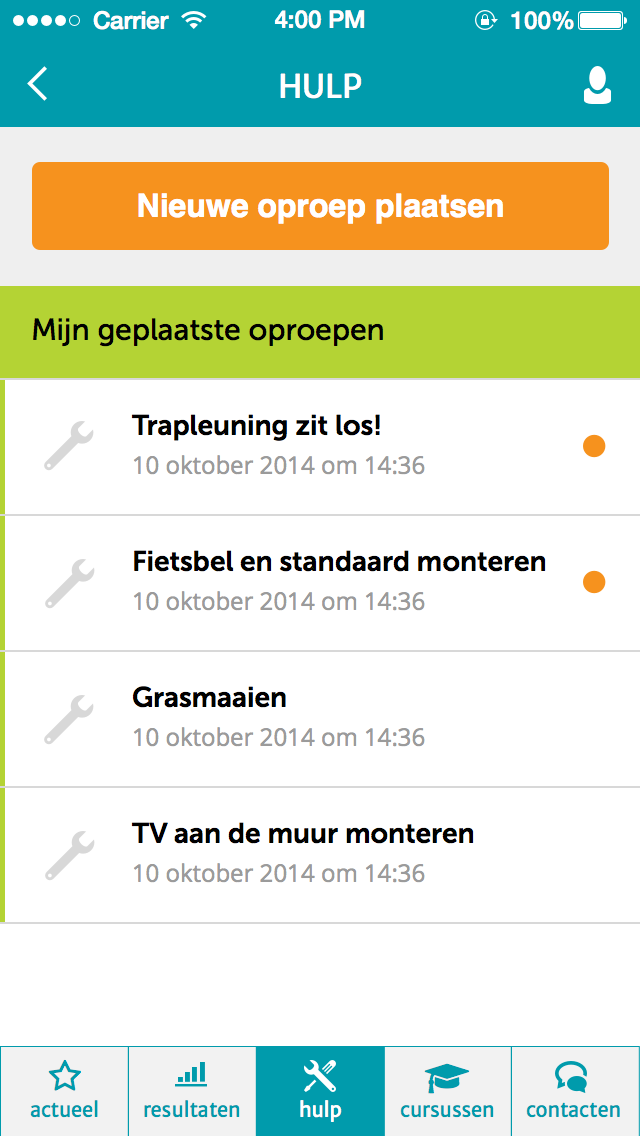 Carrier 4:00 PM 100%
HULP
Nieuwe oproep plaatsen
Mijn geplaatste oproepen
Trapleuning zit los!
10 oktober 2014 om 14:36
Fietsbel en standaard monteren
10 oktober 2014 om 14:36
Grasmaaien
10 oktober 2014 om 14:36
TV aan de muur monteren
10 oktober 2014 om 14:36
actueel resultaten hulp cursussen contacten